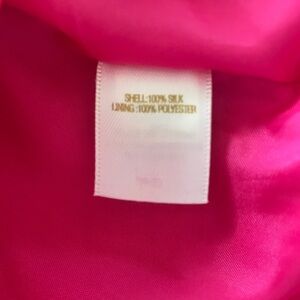 SHELL:100% SILK
LINING :100% POLYESTER